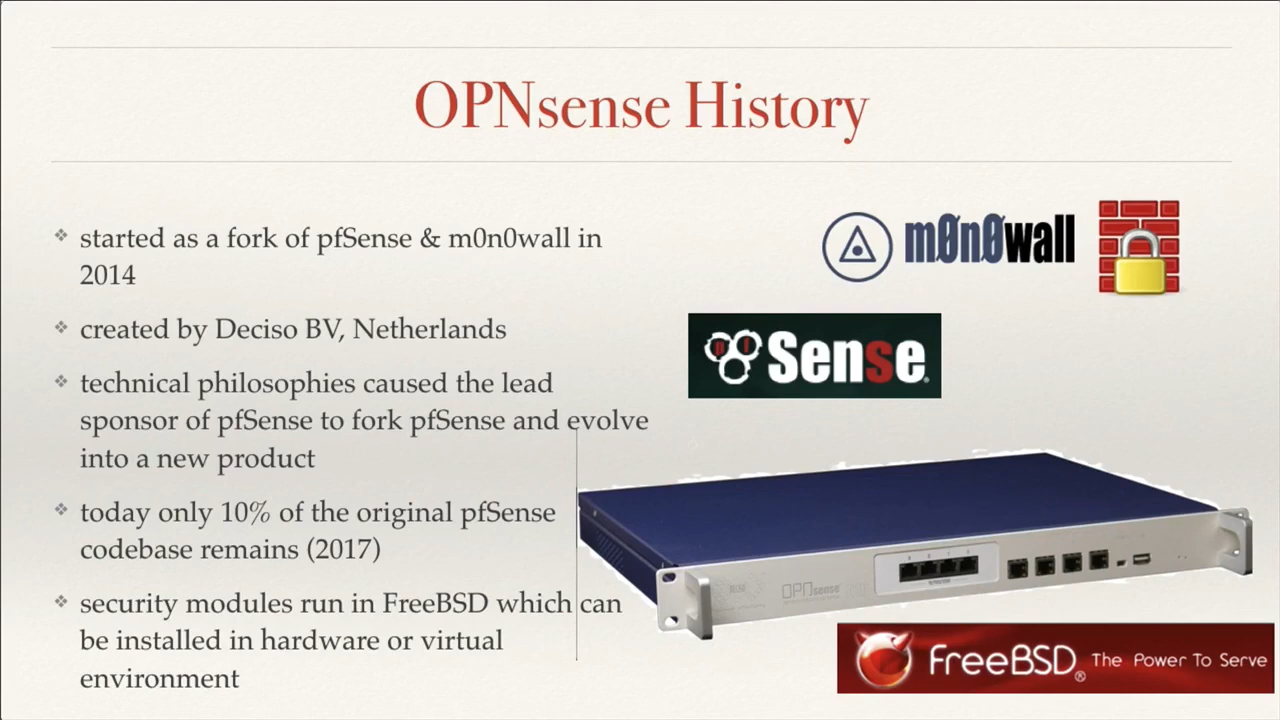 OPNsense History
started as a fork of pfSense & m0n0wall in
2014
created by Deciso BV, Netherlands
technical philosophies caused the lead
sponsor of pfSense to fork pfSense and evolve
into a new product
today only 10% of the original pfSense
codebase remains (2017)
security modules run in FreeBSD which can
be installed in hardware or virtual
environment
m0n0wall
pf Sense®
OPNsense
FreeBSD® The Power To Serve